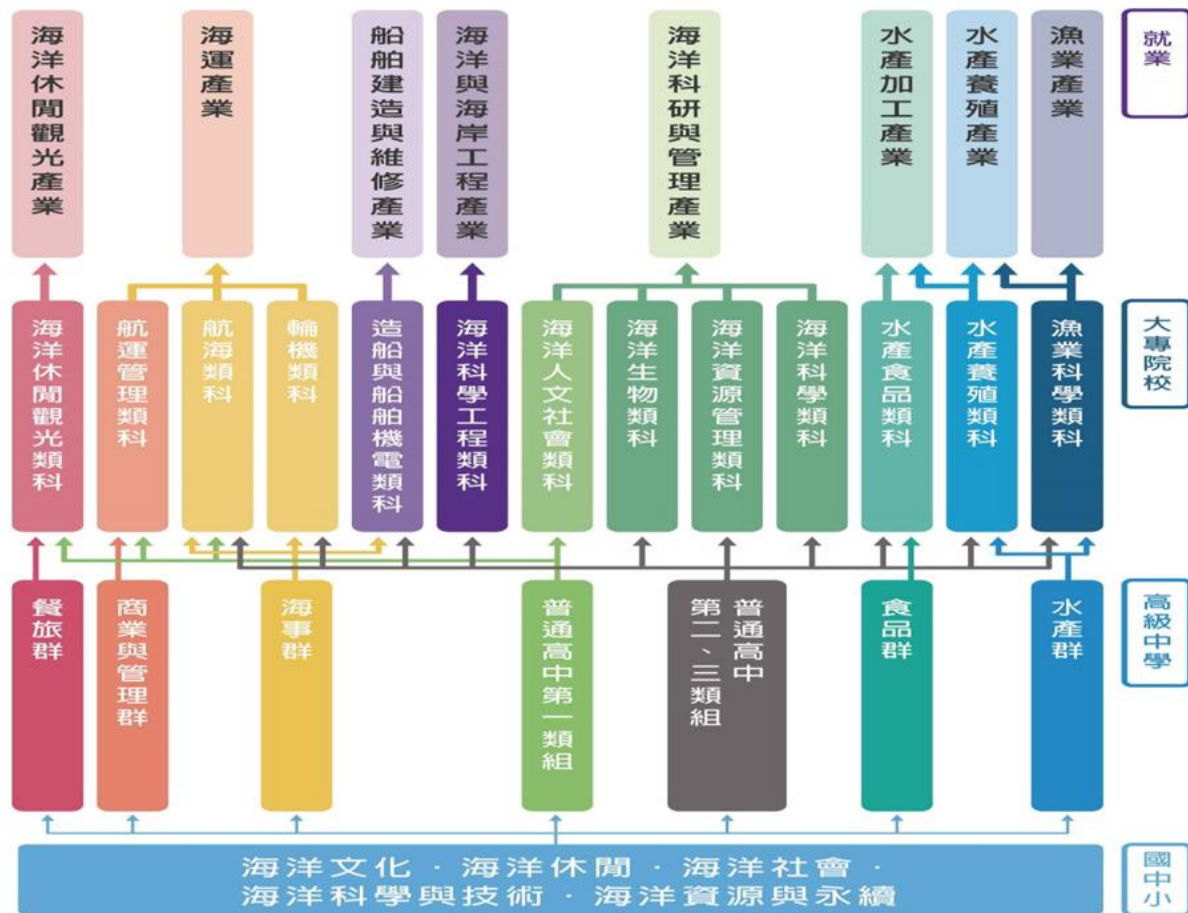 海洋休閒觀光產業
海運產業
船舶建造與維修產業
海洋與海岸工程產業
海洋科研與管理產業
水產加工產業
水產養殖產業
漁業產業
就業
海洋休閒觀光類科
航運管理類科
航海類科
輪機類科
造船與船舶機電類科
海洋科學工程類科
海洋人文社會類科
海洋生物類科
海洋資源管理類科
海洋科學類科
水產食品類科
水產養殖類科
漁業科學類科
大專院校
餐旅群
商業與管理群
海事群
普通高中第一類組
普通高中
第二、三類組
食品群
水產群
高級中學
海洋文化．海洋休閒．海洋社會．
海洋科學與技術．海洋資源與永續
國中小